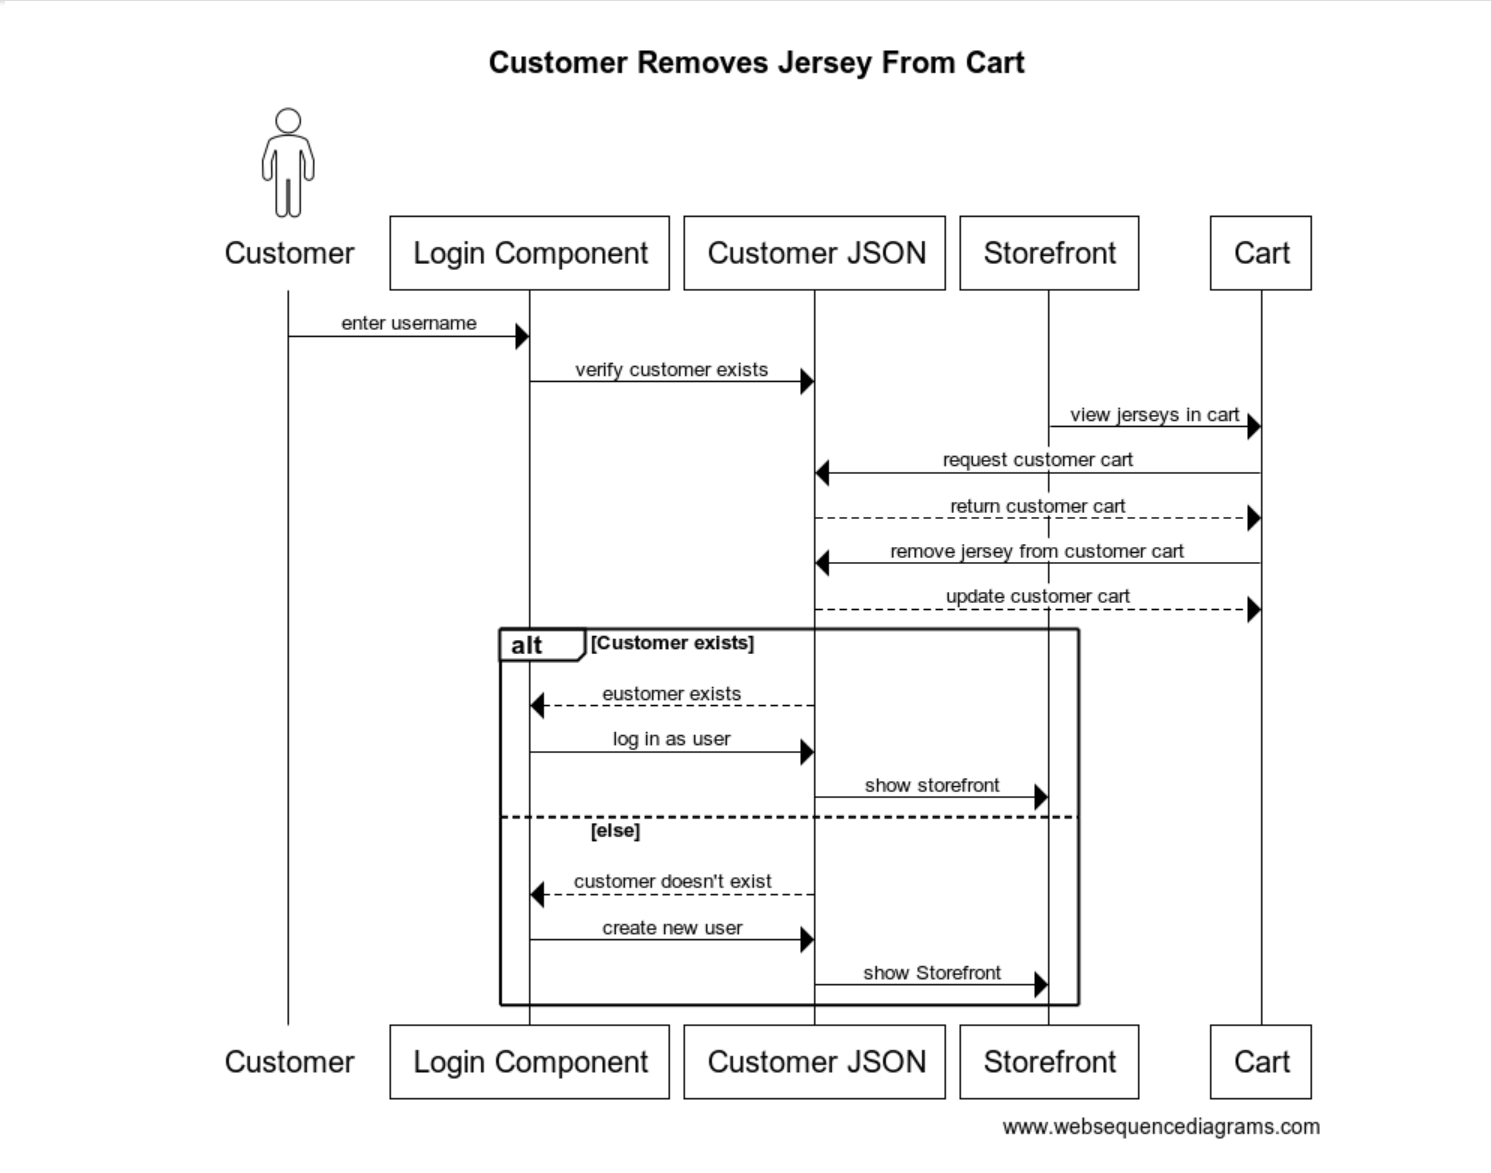 Customer Removes Jersey From Cart
Customer
Login Component
Customer JSON
Storefront
Cart
enter username
verify customer exists
view jerseys in cart
request customer cart
return customer cart
remove jersey from customer cart
update customer cart
alt [Customer exists]
eustomer exists
log in as user
show storefront
[else]
customer doesn't exist
create new user
show Storefront
Customer
Login Component
Customer JSON
Storefront
Cart
www.websequencediagrams.com